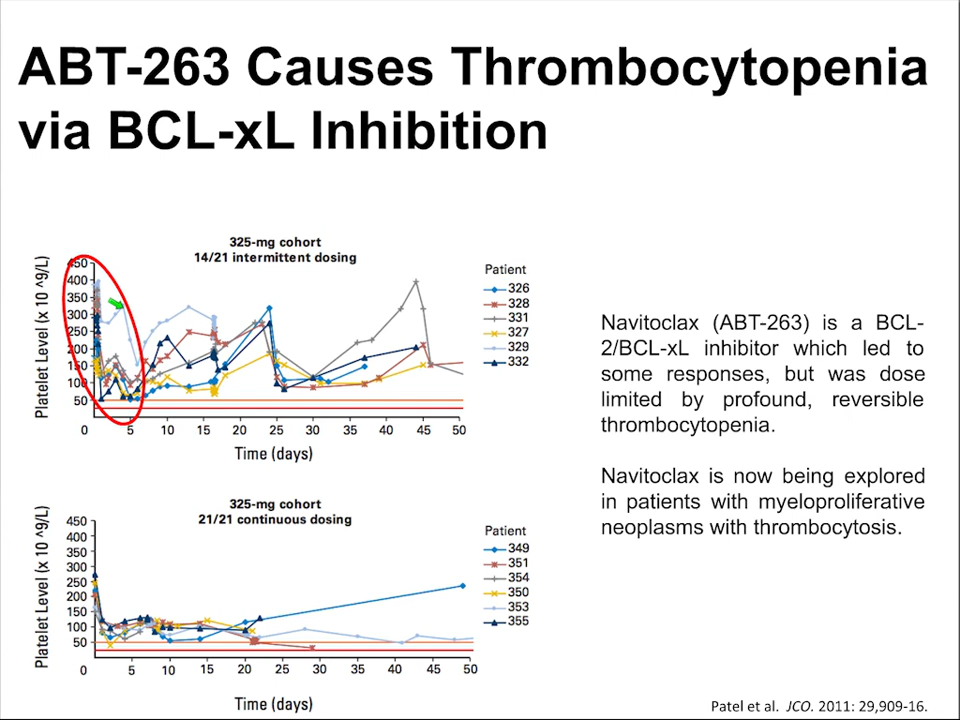 ABT-263 Causes Thrombocytopenia
via BCL-xL Inhibition
325-mg cohort
14/21 intermittent dosing
Platelet Level (x 10 ^9/L)
450
400
350
300
250
200
150
100
50
0 5 10 15 20 25 30 35 40 45 50
Time (days)
Patient
326
328
331
327
329
332
325-mg cohort
21/21 continuous dosing
Platelet Level (x 10 ^9/L)
450
400
350
300
250
200
150
100
50
0 5 10 15 20 25 30 35 40 45 50
Time (days)
Patient
349
351
354
350
353
355
Navitoclax (ABT-263) is a BCL-
2/BCL-xL inhibitor which led to
some responses, but was dose
limited by profound, reversible
thrombocytopenia.
Navitoclax is now being explored
in patients with myeloproliferative
neoplasms with thrombocytosis.
Patel et al. JCO. 2011: 29,909-16.